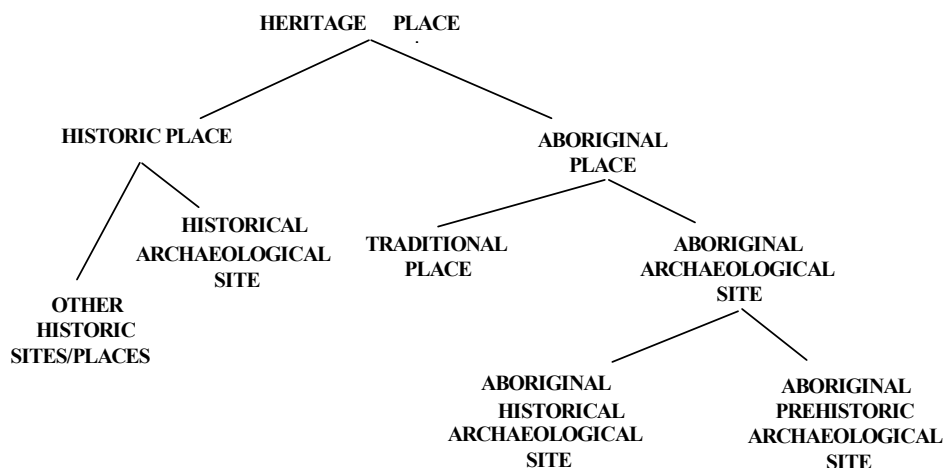 HERITAGE PLACE
HISTORIC PLACE
ABORIGINAL
PLACE
HISTORICAL
ARCHAEOLOGICAL
SITE
TRADITIONAL
PLACE
ABORIGINAL
ARCHAEOLOGICAL
SITE
OTHER
HISTORIC
SITES/PLACES
ABORIGINAL
HISTORICAL
ARCHAEOLOGICAL
SITE
ABORIGINAL
PREHISTORIC
ARCHAEOLOGICAL
SITE